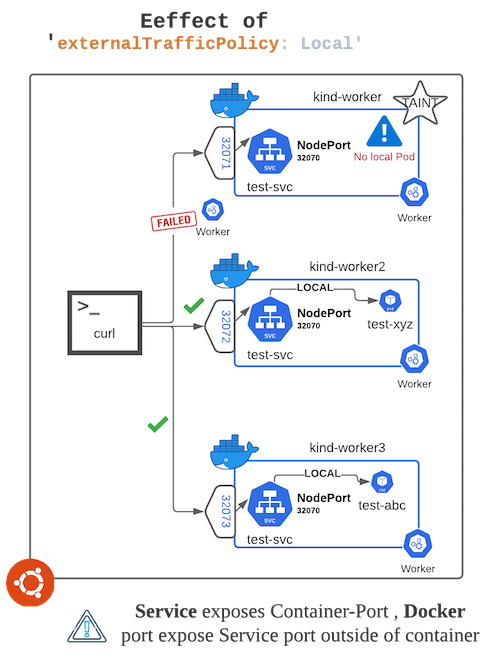 Eeffect of
'externalTrafficPolicy: Local'
kind-worker
TAINT
32071
NodePort
32070
svc
No local Pod
test-svc
Worker
FAILED
Worker
kind-worker2
LOCAL
32072
NodePort
32070
svc
pod
test-xyz
test-svc
Worker
>_
curl
kind-worker3
LOCAL
32073
NodePort
32070
svc
pod
test-abc
test-svc
Worker
Service exposes Container-Port , Docker
port expose Service port outside of container